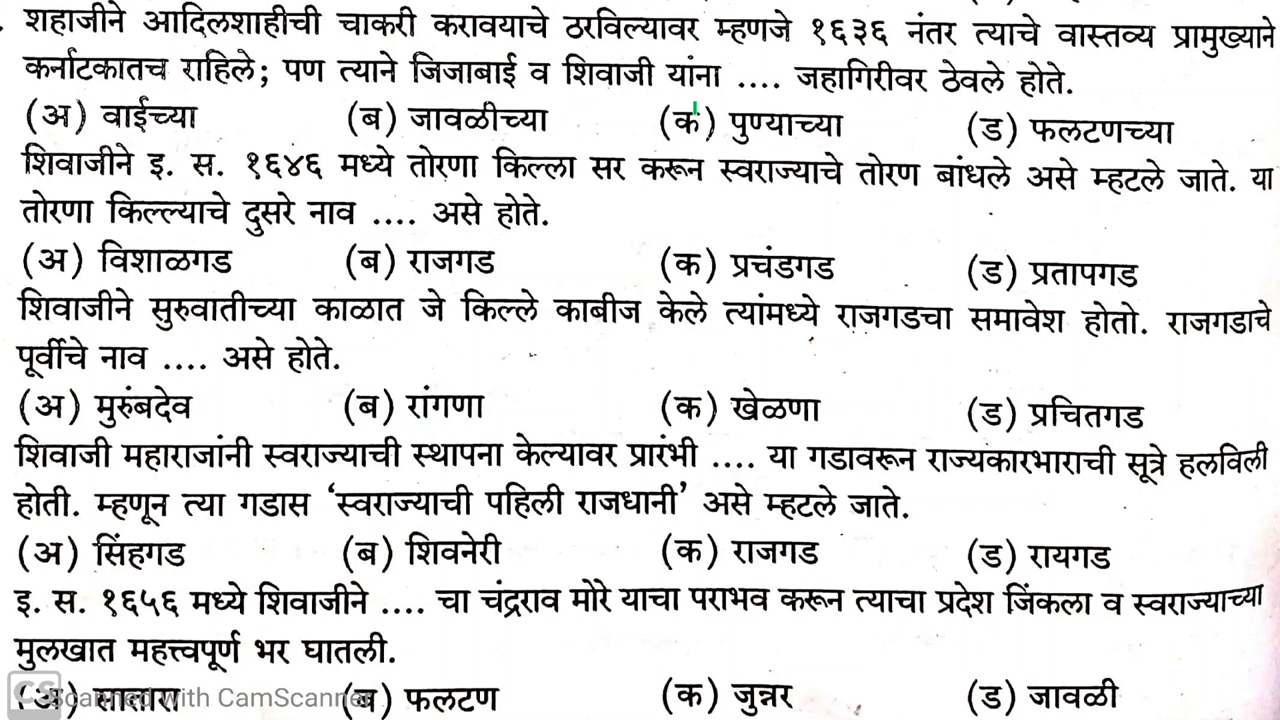 शहाजीने आदिलशाहीची चाकरी करावयाचे ठरविल्यावर म्हणजे १६३६ नंतर त्याचे वास्तव्य प्रामुख्याने
कर्नाटकातच राहिले; पण त्याने जिजाबाई व शिवाजी यांना .... जहागिरीवर ठेवले होते.
(अ) वाईच्या (ब) जावळीच्या (क) पुण्याच्या (ड) फलटणच्या
शिवाजीने इ. स. १६४६ मध्ये तोरणा किल्ला सर करून स्वराज्याचे तोरण बांधले असे म्हटले जाते. या
तोरणा किल्ल्याचे दुसरे नाव .... असे होते.
(अ) विशाळगड (ब) राजगड (क) प्रचंडगड (ड) प्रतापगड
शिवाजीने सुरुवातीच्या काळात जे किल्ले काबीज केले त्यांमध्ये राजगडचा समावेश होतो. राजगडाचे
पूर्वीचे नाव .... असे होते.
(अ) मुरुंबदेव (ब) रांगणा (क) खेळणा (ड) प्रचितगड
शिवाजी महाराजांनी स्वराज्याची स्थापना केल्यावर प्रारंभी .... या गडावरून राज्यकारभाराची सूत्रे हलविली
होती. म्हणून त्या गडास ‘स्वराज्याची पहिली राजधानी’ असे म्हटले जाते.
(अ) सिंहगड (ब) शिवनेरी (क) राजगड (ड) रायगड
इ. स. १६५६ मध्ये शिवाजीने .... चा चंद्रराव मोरे याचा पराभव करून त्याचा प्रदेश जिंकला व स्वराज्याच्या
मुलखात महत्त्वपूर्ण भर घातली.
(अ) सातारा (ब) फलटण (क) जुन्नर (ड) जावळी
CS Scanned with CamScanner